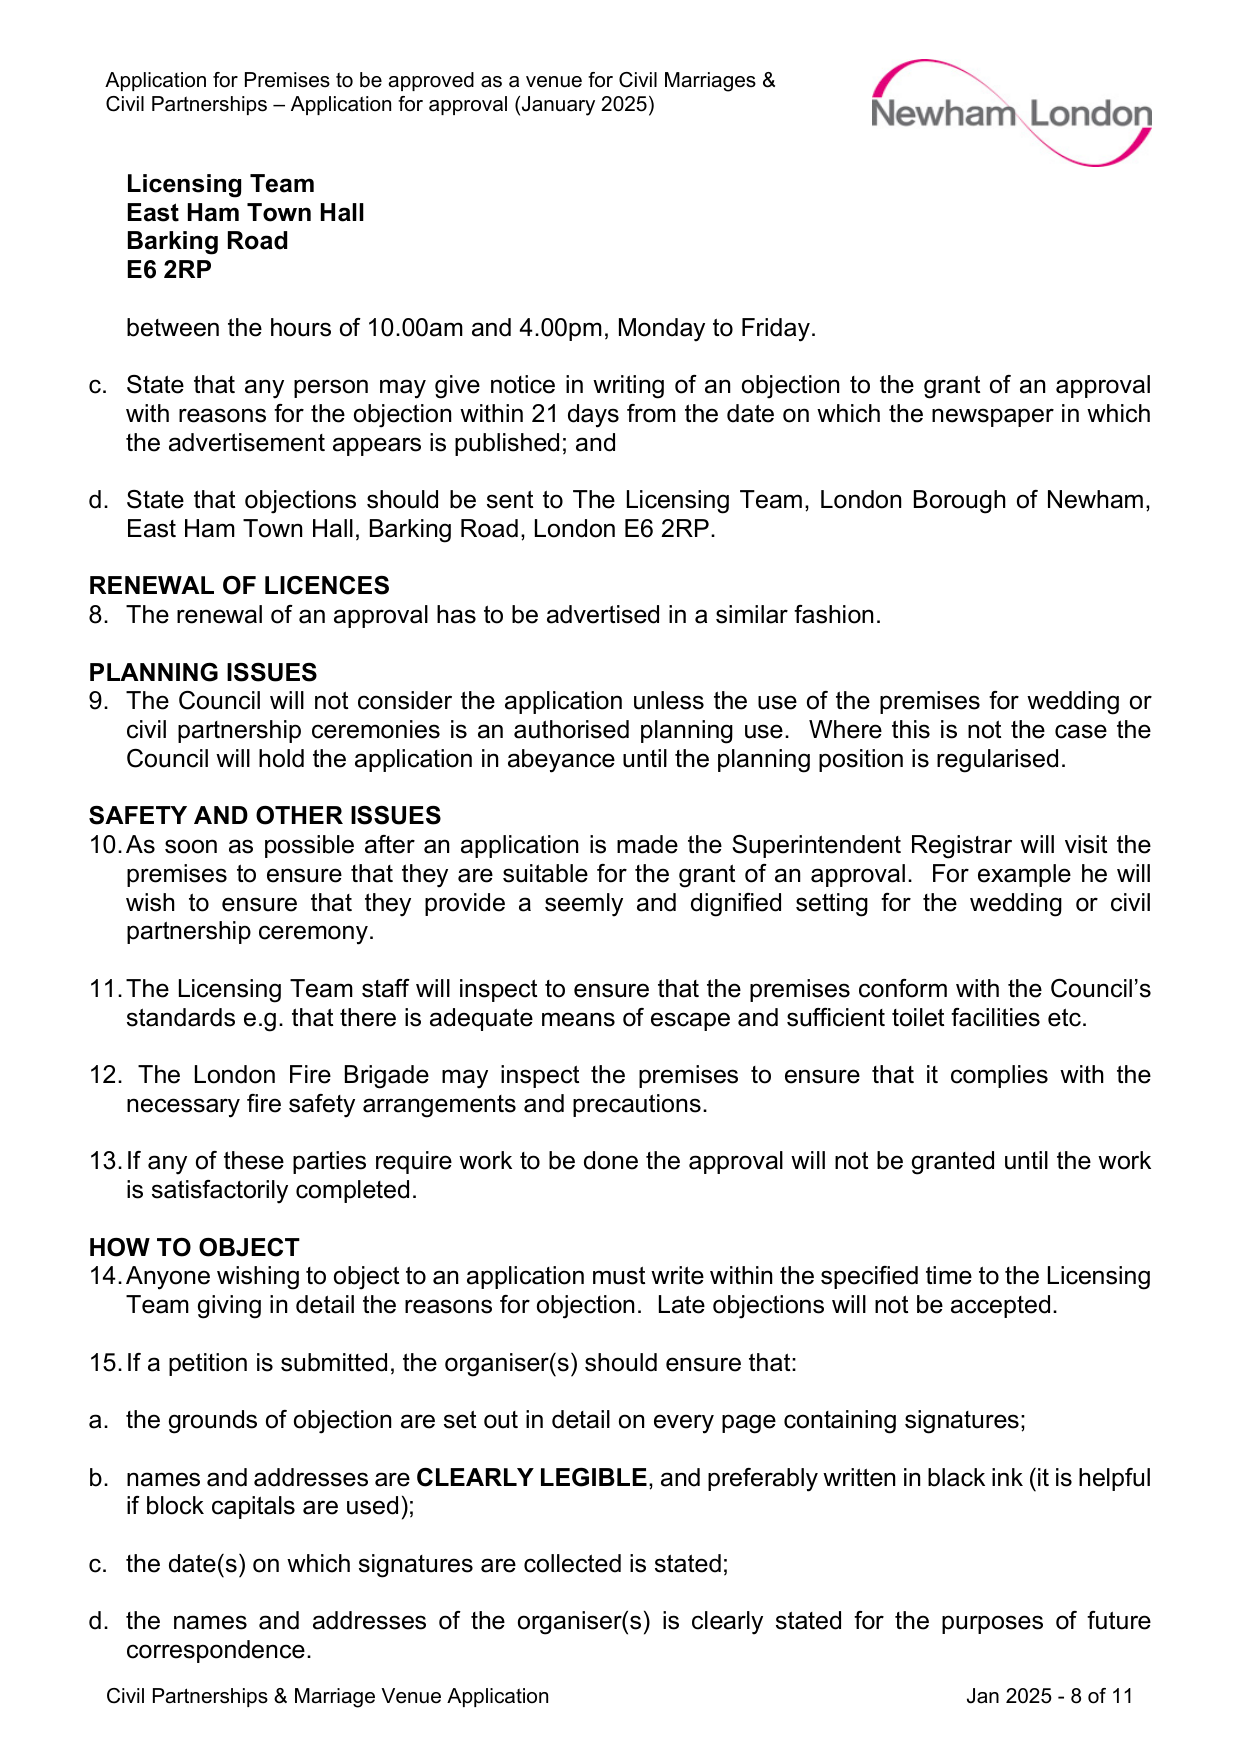 Application for Premises to be approved as a venue for Civil Marriages &
Civil Partnerships – Application for approval (January 2025)
Newham London
Licensing Team
East Ham Town Hall
Barking Road
E6 2RP
between the hours of 10.00am and 4.00pm, Monday to Friday.
c. State that any person may give notice in writing of an objection to the grant of an approval
with reasons for the objection within 21 days from the date on which the newspaper in which
the advertisement appears is published; and
d. State that objections should be sent to The Licensing Team, London Borough of Newham,
East Ham Town Hall, Barking Road, London E6 2RP.
RENEWAL OF LICENCES
8. The renewal of an approval has to be advertised in a similar fashion.
PLANNING ISSUES
9. The Council will not consider the application unless the use of the premises for wedding or
civil partnership ceremonies is an authorised planning use. Where this is not the case the
Council will hold the application in abeyance until the planning position is regularised.
SAFETY AND OTHER ISSUES
10. As soon as possible after an application is made the Superintendent Registrar will visit the
premises to ensure that they are suitable for the grant of an approval. For example he will
wish to ensure that they provide a seemly and dignified setting for the wedding or civil
partnership ceremony.
11. The Licensing Team staff will inspect to ensure that the premises conform with the Council's
standards e.g. that there is adequate means of escape and sufficient toilet facilities etc.
12. The London Fire Brigade may inspect the premises to ensure that it complies with the
necessary fire safety arrangements and precautions.
13. If any of these parties require work to be done the approval will not be granted until the work
is satisfactorily completed.
HOW TO OBJECT
14. Anyone wishing to object to an application must write within the specified time to the Licensing
Team giving in detail the reasons for objection. Late objections will not be accepted.
15. If a petition is submitted, the organiser(s) should ensure that:
a. the grounds of objection are set out in detail on every page containing signatures;
b. names and addresses are CLEARLY LEGIBLE, and preferably written in black ink (it is helpful
if block capitals are used);
c. the date(s) on which signatures are collected is stated;
d. the names and addresses of the organiser(s) is clearly stated for the purposes of future
correspondence.
Civil Partnerships & Marriage Venue Application
Jan 2025 - 8 of 11